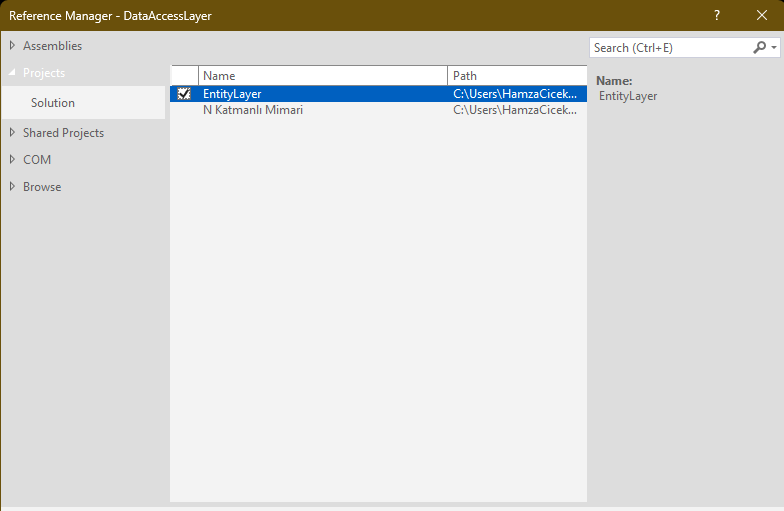 Reference Manager - DataAccessLayer
?
Assemblies
Projects
Solution
Shared Projects
COM
Browse
Name Path
EntityLayer C:\Users\HamzaCicek...
N Katmanlı Mimari C:\Users\HamzaCicek...
Search (Ctrl+E)
Name:
EntityLayer